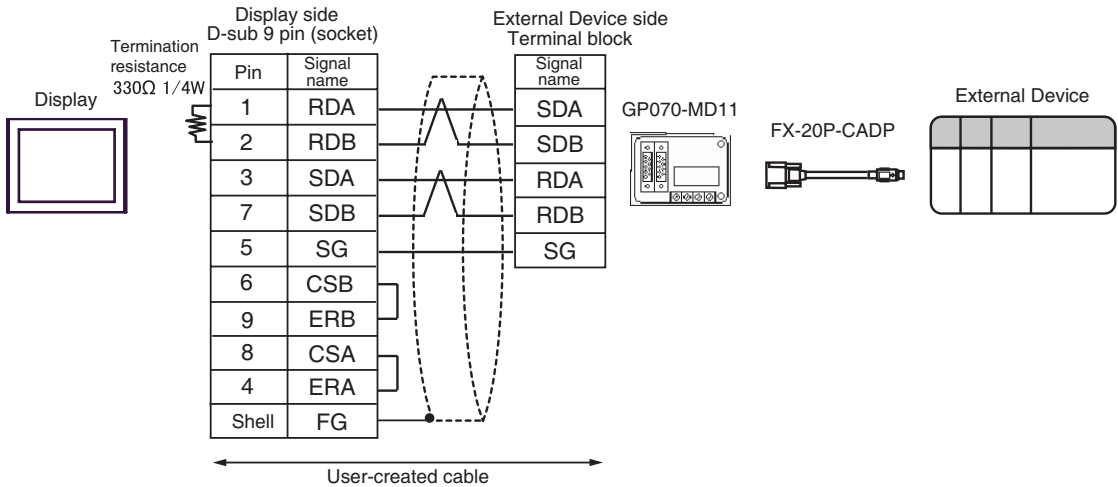 Display side
D-sub 9 pin (socket)
External Device side
Terminal block
Termination
resistance
330Ω 1/4W
Display
Pin
Signal
name
1 RDA
2 RDB
3 SDA
7 SDB
5 SG
6 CSB
9 ERB
8 CSA
4 ERA
Shell FG
Signal
name
SDA
SDB
RDA
RDB
SG
GP070-MD11
FX-20P-CADP
External Device
User-created cable